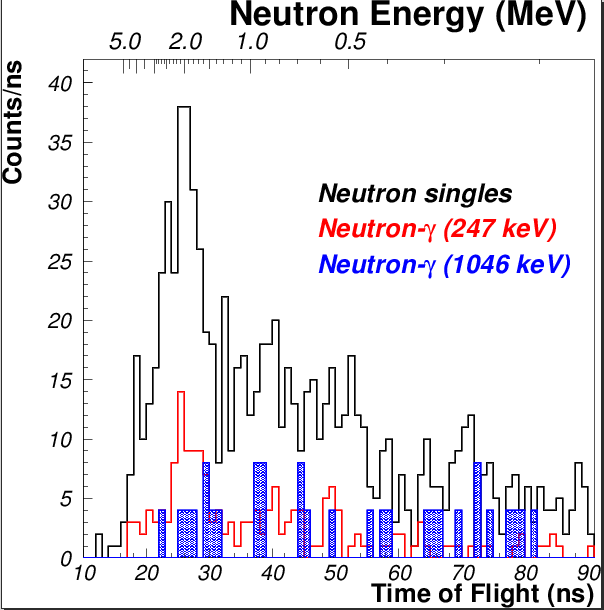 Neutron Energy (MeV)
5.0 2.0 1.0 0.5
Counts/ns
40
35
30
25
20
15
10
5
0
Neutron singles
Neutron-γ (247 keV)
Neutron-γ (1046 keV)
10 20 30 40 50 60 70 80 90
Time of Flight (ns)